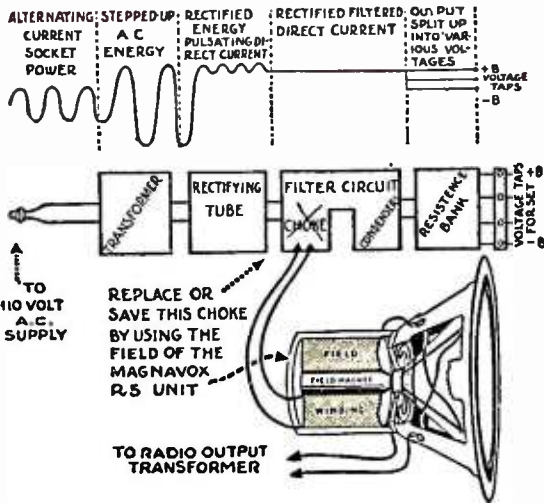 ALTERNATING
CURRENT
SOCKET
POWER
STEPPED-UP
A C
ENERGY
RECTIFIED
ENERGY
PULSATING DI-
RECT CURRENT
RECTIFIED FILTERED
DIRECT CURRENT
OUTPUT
SPLIT UP
INTO VAR-
IOUS VOL-
TAGES
+B
VOLTAGE
TAPS
-B
TRANSFORMER
RECTIFYING
TUBE
FILTER CIRCUIT
CHOKE
CONDENSER
RESISTENCE
BANK
VOLTAGE TAPS
FOR SET
+B
-B
TO
110 VOLT
A.C.
SUPPLY
REPLACE OR
SAVE THIS CHOKE
BY USING THE
FIELD OF THE
MAGNAVOX
R5 UNIT
FIELD
FIELD MAGNET
WINDING
TO RADIO OUTPUT
TRANSFORMER